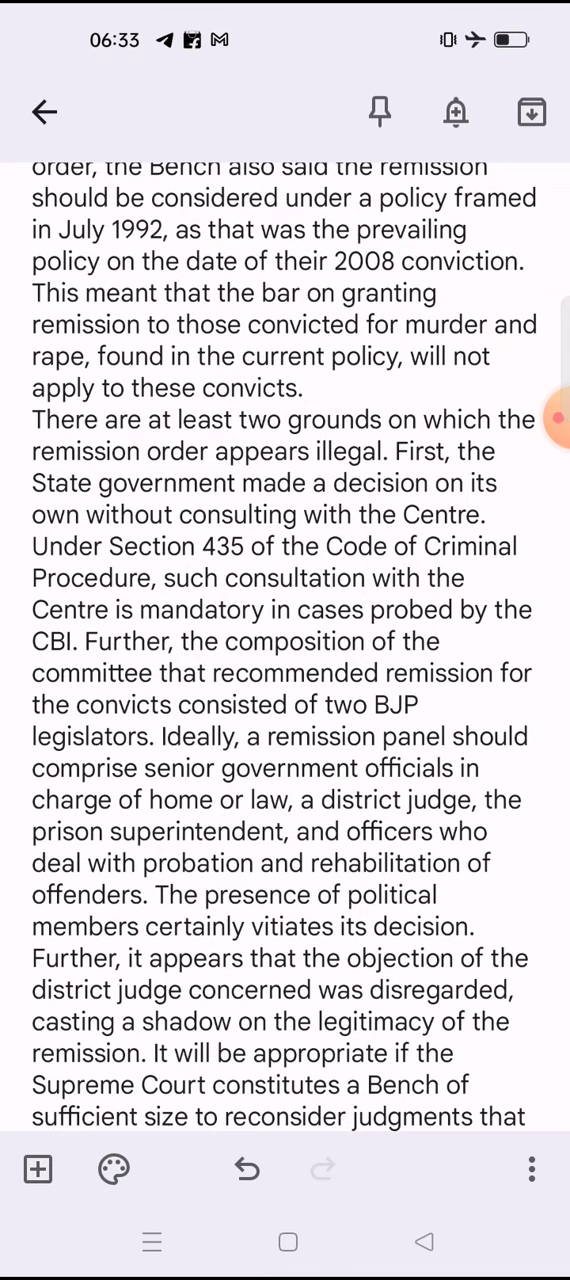 06:33
order, the Bench also said the remission
should be considered under a policy framed
in July 1992, as that was the prevailing
policy on the date of their 2008 conviction.
This meant that the bar on granting
remission to those convicted for murder and
rape, found in the current policy, will not
apply to these convicts.
There are at least two grounds on which the
remission order appears illegal. First, the
State government made a decision on its
own without consulting with the Centre.
Under Section 435 of the Code of Criminal
Procedure, such consultation with the
Centre is mandatory in cases probed by the
CBI. Further, the composition of the
committee that recommended remission for
the convicts consisted of two BJP
legislators. Ideally, a remission panel should
comprise senior government officials in
charge of home or law, a district judge, the
prison superintendent, and officers who
deal with probation and rehabilitation of
offenders. The presence of political
members certainly vitiates its decision.
Further, it appears that the objection of the
district judge concerned was disregarded,
casting a shadow on the legitimacy of the
remission. It will be appropriate if the
Supreme Court constitutes a Bench of
sufficient size to reconsider judgments that